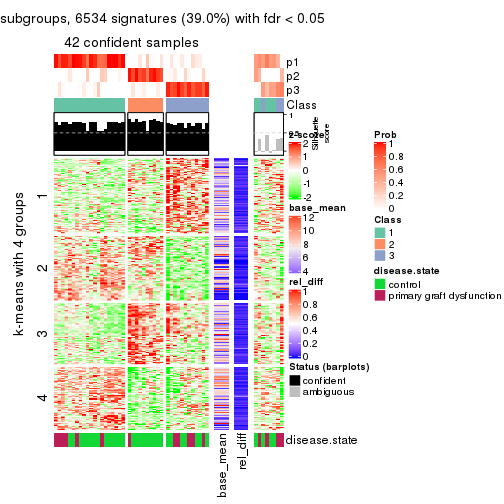 subgroups, 6534 signatures (39.0%) with fdr < 0.05
42 confident samples
p1
p2
p3
Class
1
Silhouette
score
z-score
2
1
0
-1
-2
base_mean
12
10
8
6
4
rel_diff
1
0.8
0.6
0.4
0.2
0
Status (barplots)
confident
ambiguous
Prob
1
0.8
0.6
0.4
0.2
0
Class
1
2
3
disease.state
control
primary graft dysfunction
k-means with 4 groups
1
2
3
4
disease.state
base_mean
rel_diff